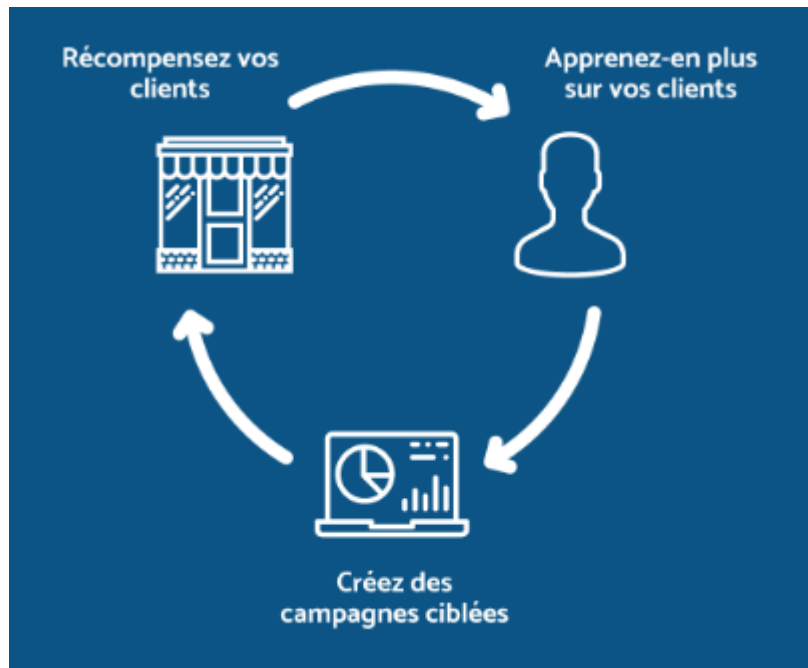 Récompensez vos
clients
Apprenez-en plus
sur vos clients
Créez des
campagnes ciblées